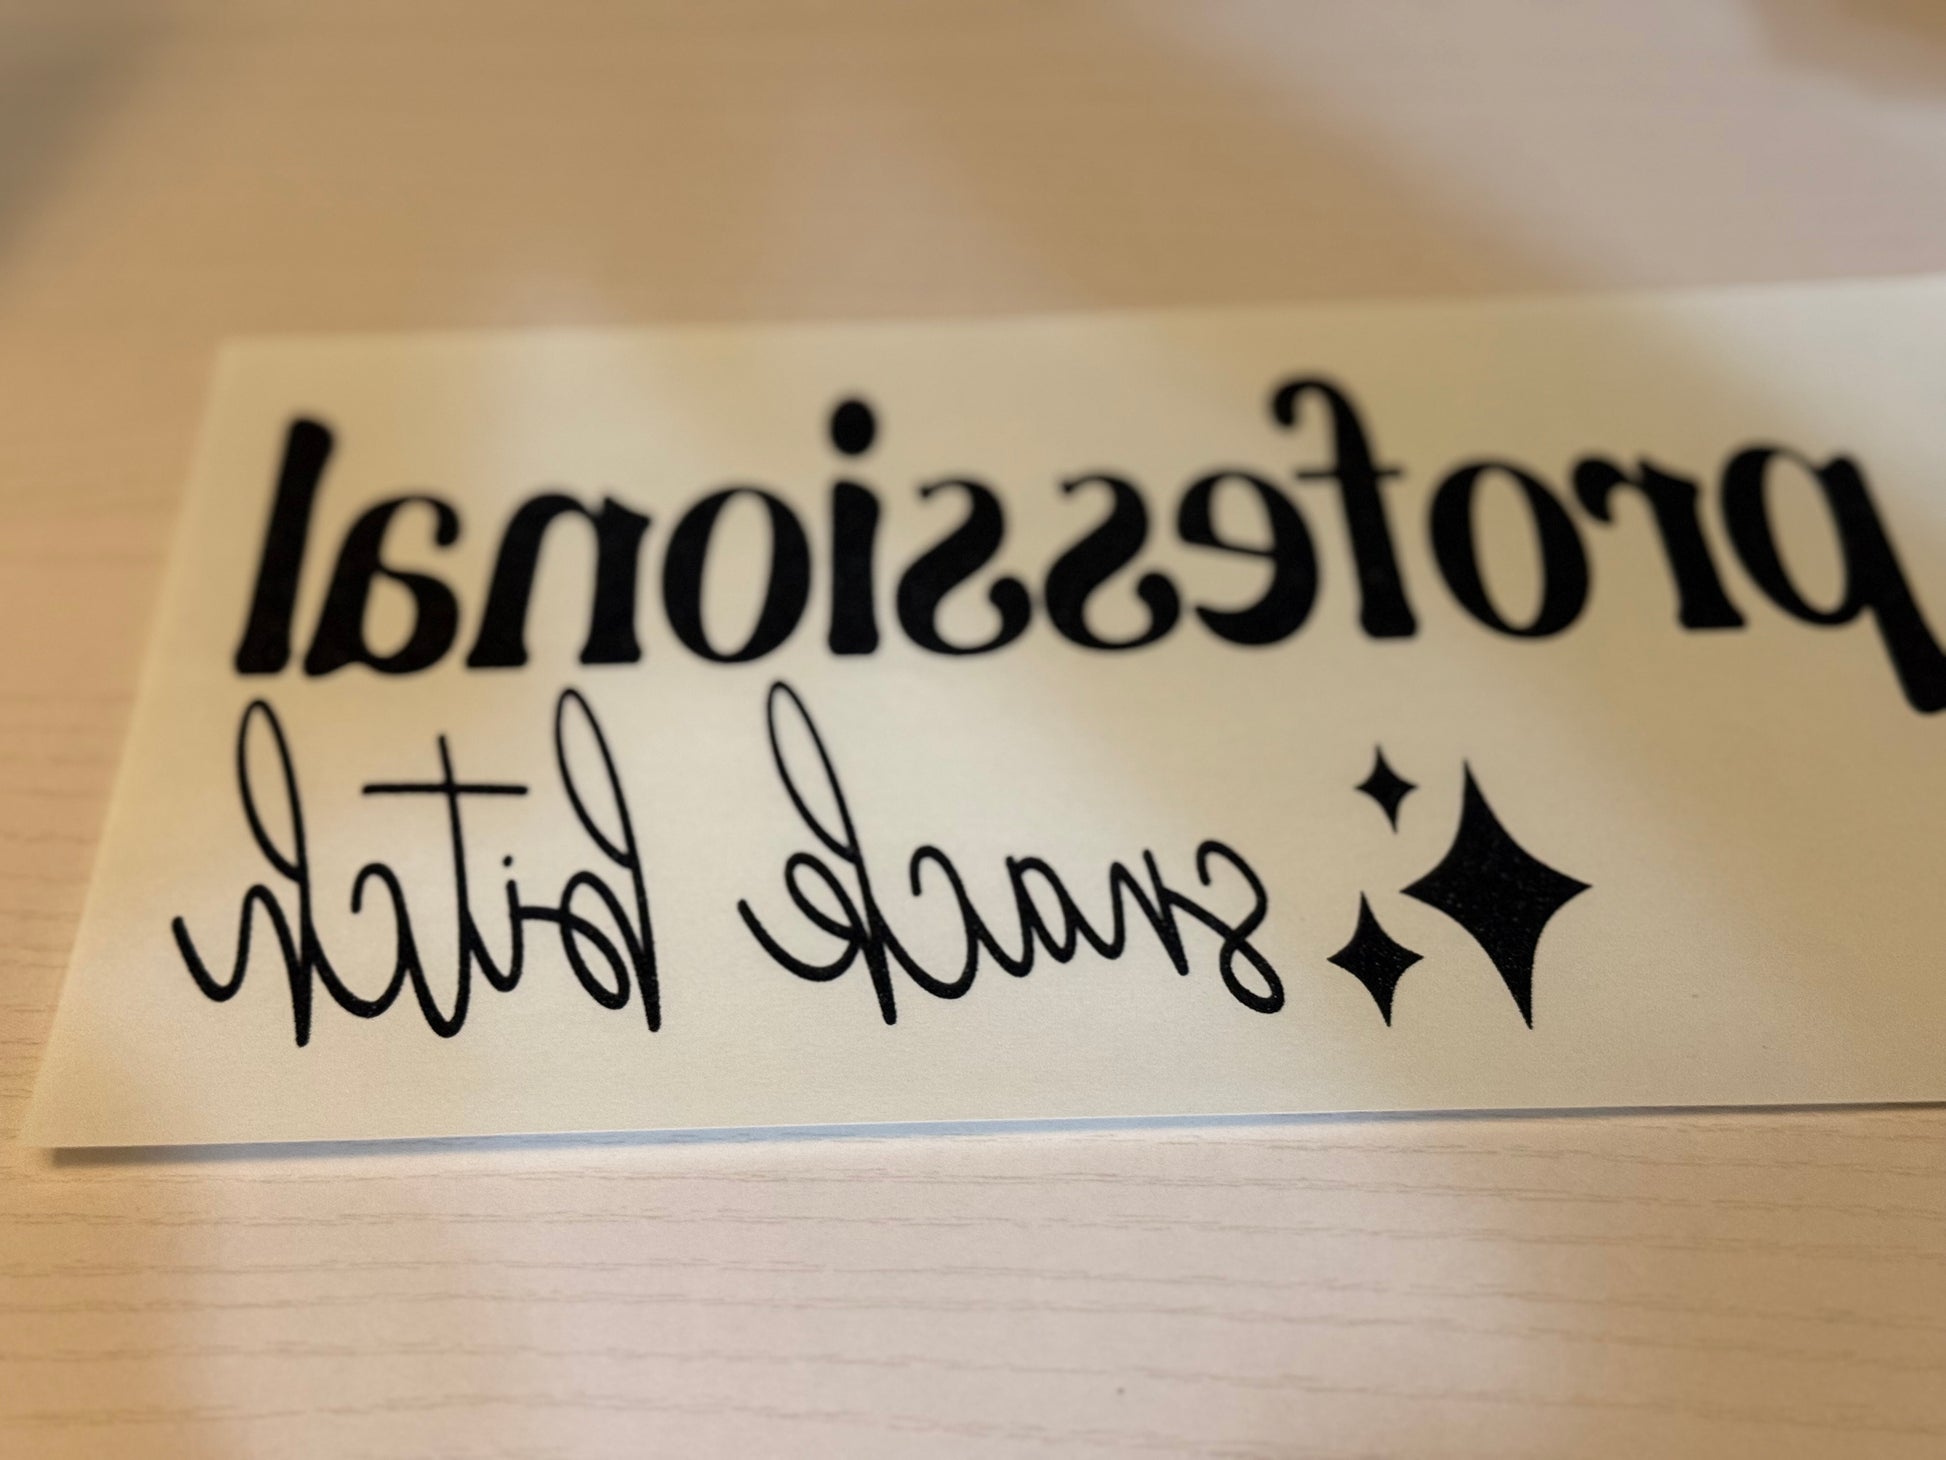 professional
snack bitch